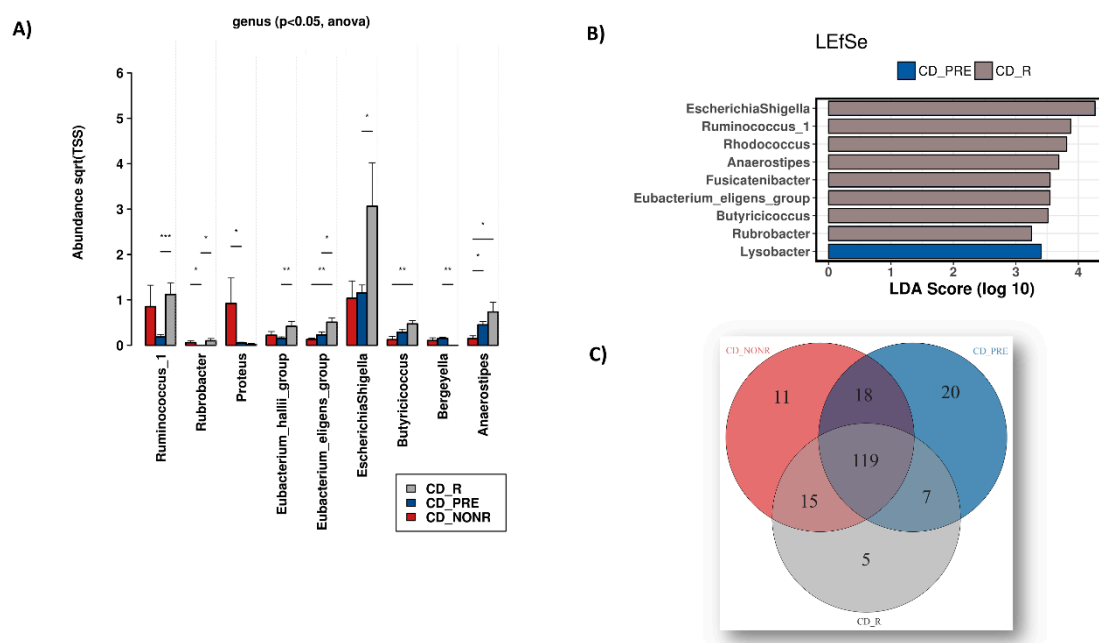 A)
genus (p<0.05, anova)
Abundance sqrt(TSS)
6
5
4
3
2
1
0
***
*
*
*
**
**
*
*
**
**
*
*
Ruminococcus_1
Rubrobacter
Proteus
Eubacterium_hallii_group
Eubacterium_eligens_group
EscherichiaShigella
Butyricicoccus
Bergeyella
Anaerostipes
CD_R
CD_PRE
CD_NONR
B)
LEfSe
CD_PRE CD_R
EscherichiaShigella
Ruminococcus_1
Rhodococcus
Anaerostipes
Fusicatenibacter
Eubacterium_eligens_group
Butyricicoccus
Rubrobacter
Lysobacter
0 1 2 3 4
LDA Score (log 10)
C)
CD_NONR CD_PRE
11 18 20
119
15 7
5
CD_R